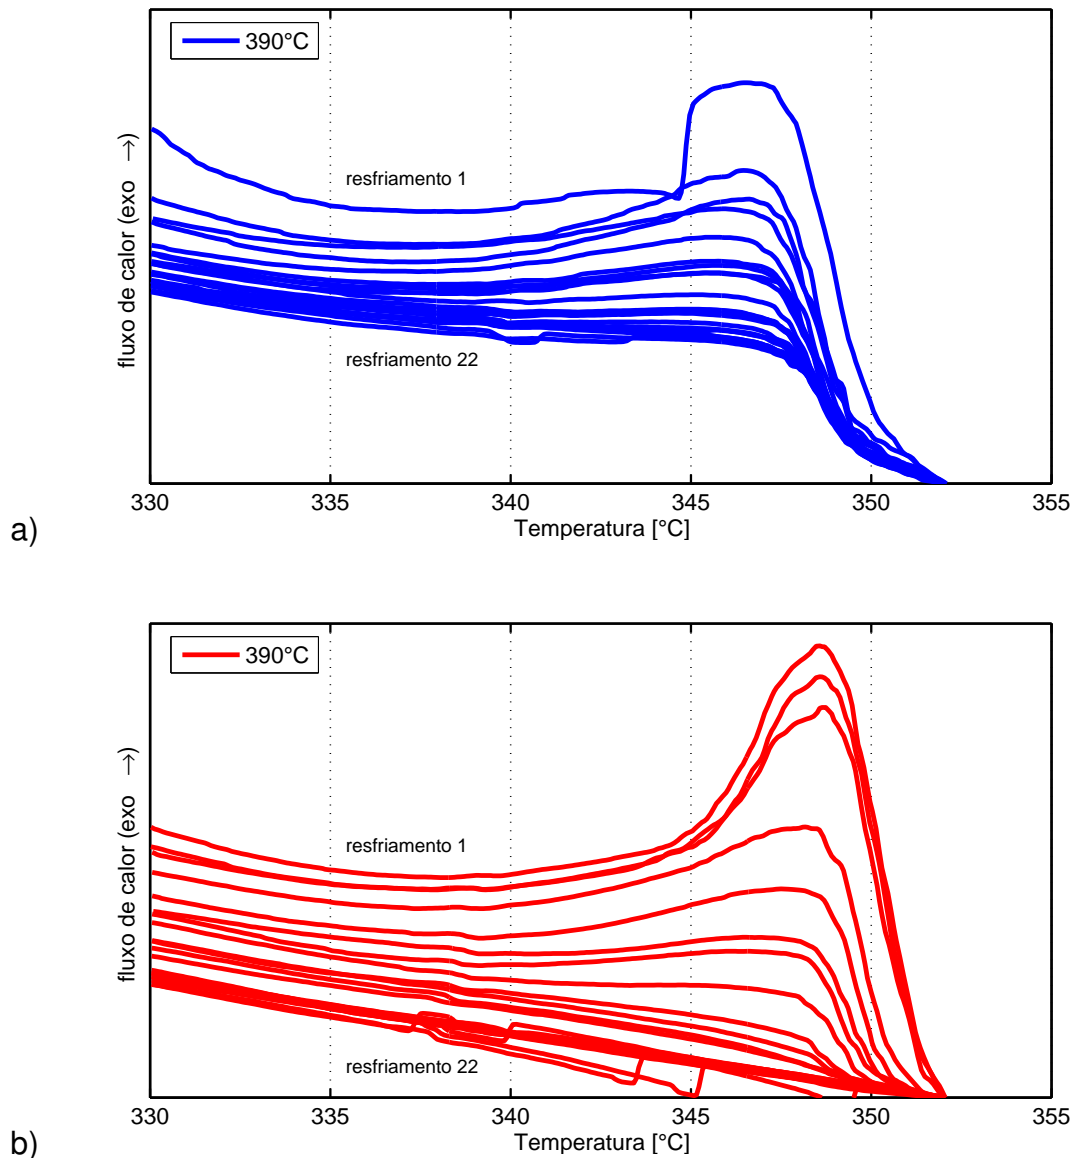 390°C
fluxo de calor (exo →)
resfriamento 1
resfriamento 22
330 335 340 345 350 355
Temperatura [°C]
a)
390°C
fluxo de calor (exo →)
resfriamento 1
resfriamento 22
330 335 340 345 350 355
Temperatura [°C]
b)